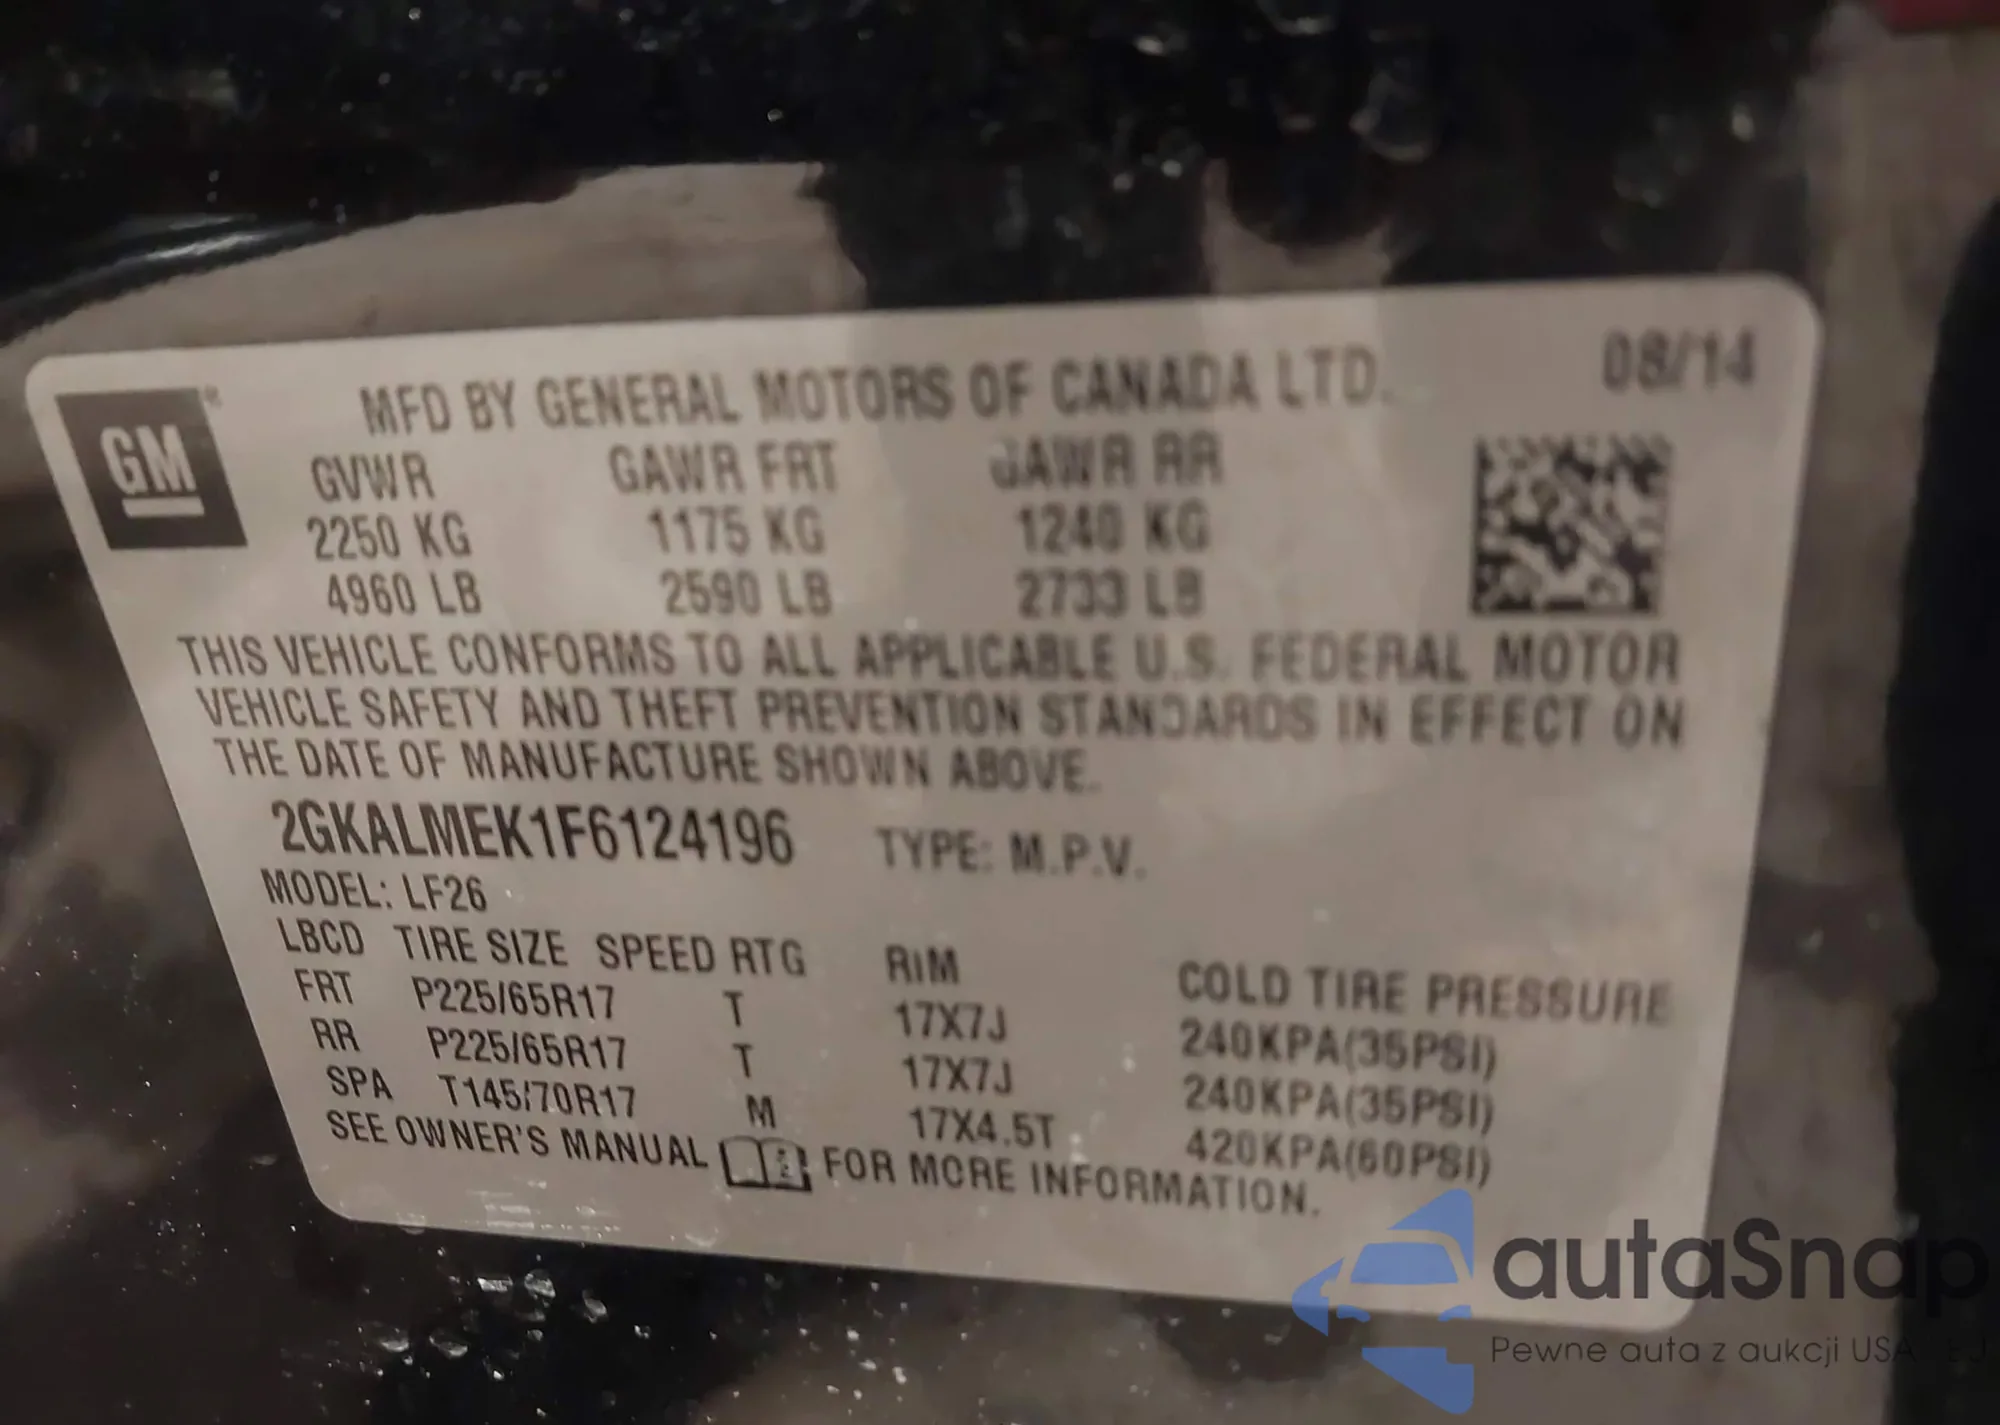 GM®
MFD BY GENERAL MOTORS OF CANADA LTD. 08/14
GVWR GAWR FRT GAWR RR
2250 KG 1175 KG 1240 KG
4960 LB 2590 LB 2733 LB
THIS VEHICLE CONFORMS TO ALL APPLICABLE U.S. FEDERAL MOTOR
VEHICLE SAFETY AND THEFT PREVENTION STANDARDS IN EFFECT ON
THE DATE OF MANUFACTURE SHOWN ABOVE.
2GKALMEK1F6124196 TYPE: M.P.V.
MODEL: LF26
LBCD TIRE SIZE SPEED RTG RIM COLD TIRE PRESSURE
FRT P225/65R17 T 17X7J 240KPA(35PSI)
RR P225/65R17 T 17X7J 240KPA(35PSI)
SPA T145/70R17 M 17X4.5T 420KPA(60PSI)
SEE OWNER'S MANUAL FOR MORE INFORMATION.
autaSnap
Pewne auta z aukcji USA